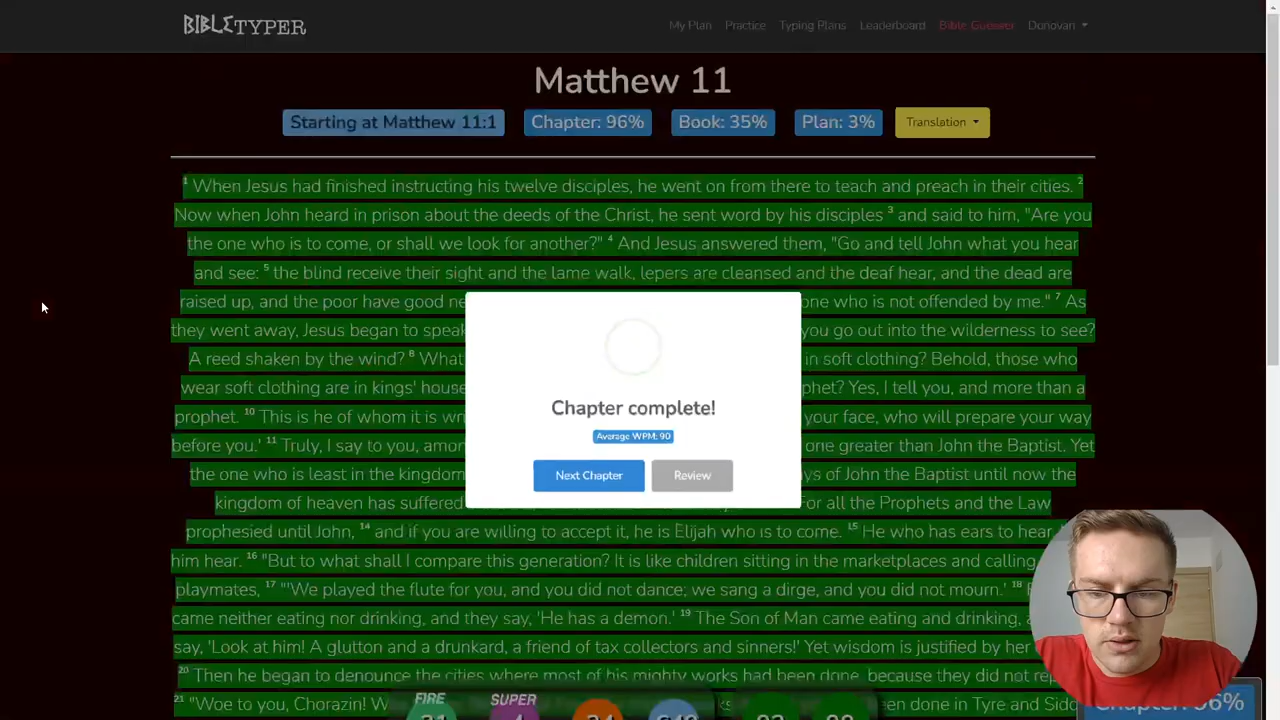 BIBLETYPER
My Plan Practice Typing Plans Leaderboard Bible Guesser Donovan
Matthew 11
Starting at Matthew 11:1 Chapter: 96% Book: 35% Plan: 3% Translation
1 When Jesus had finished instructing his twelve disciples, he went on from there to teach and preach in their cities. 2
Now when John heard in prison about the deeds of the Christ, he sent word by his disciples 3 and said to him, "Are you
the one who is to come, or shall we look for another?" 4 And Jesus answered them, "Go and tell John what you hear
and see: 5 the blind receive their sight and the lame walk, lepers are cleansed and the deaf hear, and the dead are
raised up, and the poor have good one who is not offended by me." 7 As
they went away, Jesus began to you go out into the wilderness to see?
A reed shaken by the wind? 8 in soft clothing? Behold, those who
wear soft clothing are in kings' Yes, I tell you, and more than a
prophet. 10 This is he of whom it is your face, who will prepare your way
before you.' 11 Truly, I say to you, one greater than John the Baptist. Yet
the one who is least in the kingdom of John the Baptist until now the
kingdom of heaven has suffered For all the Prophets and the Law
prophesied until John, 14 and if you are willing to accept it, he is Elijah who is to come. 15 He who has ears to hear,
him hear. 16 "But to what shall I compare this generation? It is like children sitting in the marketplaces and calling
playmates, 17 "'We played the flute for you, and you did not dance; we sang a dirge, and you did not mourn.' 18
came neither eating nor drinking, and they say, 'He has a demon.' 19 The Son of Man came eating and drinking,
say, 'Look at him! A glutton and a drunkard, a friend of tax collectors and sinners!' Yet wisdom is justified by her
20 Then he began to denounce the cities where most of his mighty works had been done, because they did not
21 "Woe to you, Chorazin! in Tyre and
Chapter complete!
Average WPM: 90
Next Chapter Review
FIRE SUPER